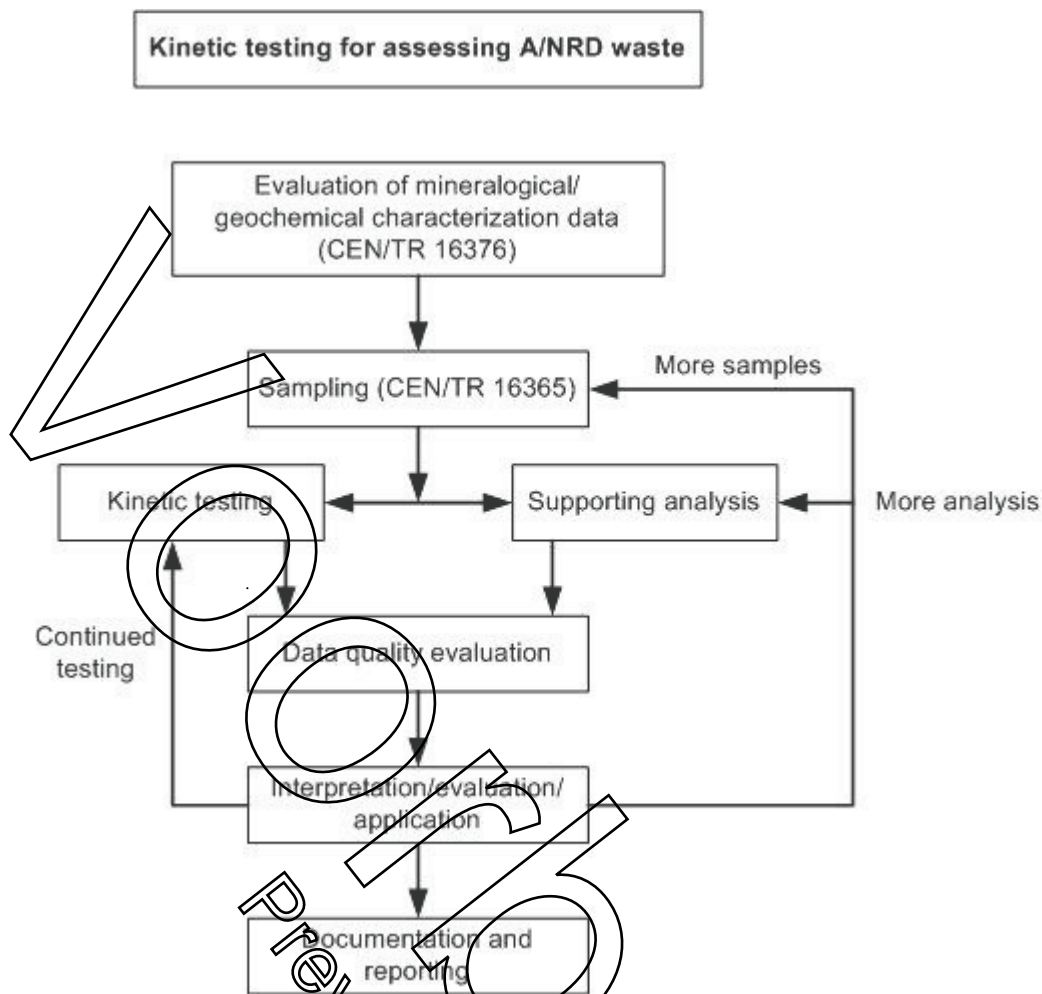 Kinetic testing for assessing A/NRD waste
Evaluation of mineralogical/
geochemical characterization data
(CEN/TR 16376)
Sampling (CEN/TR 16365)
More samples
Kinetic testing
Supporting analysis
More analysis
Continued
testing
Data quality evaluation
Interpretation/evaluation/
application
Documentation and
reporting
Voorb
Pre